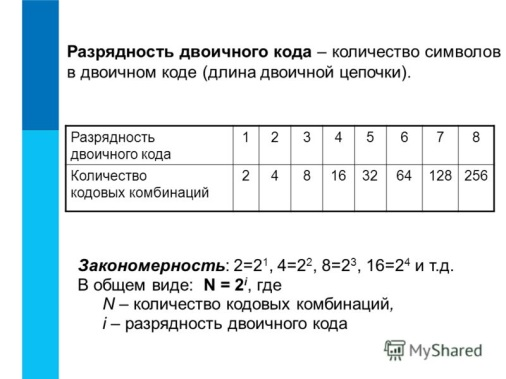 Разрядность двоичного кода – количество символов
в двоичном коде (длина двоичной цепочки).
Разрядность двоичного кода 1 2 3 4 5 6 7 8
Количество кодовых комбинаций 2 4 8 16 32 64 128 256
Закономерность: 2=2¹, 4=2², 8=2³, 16=2⁴ и т.д.
В общем виде: N = 2ⁱ, где
N – количество кодовых комбинаций,
i – разрядность двоичного кода
MyShared